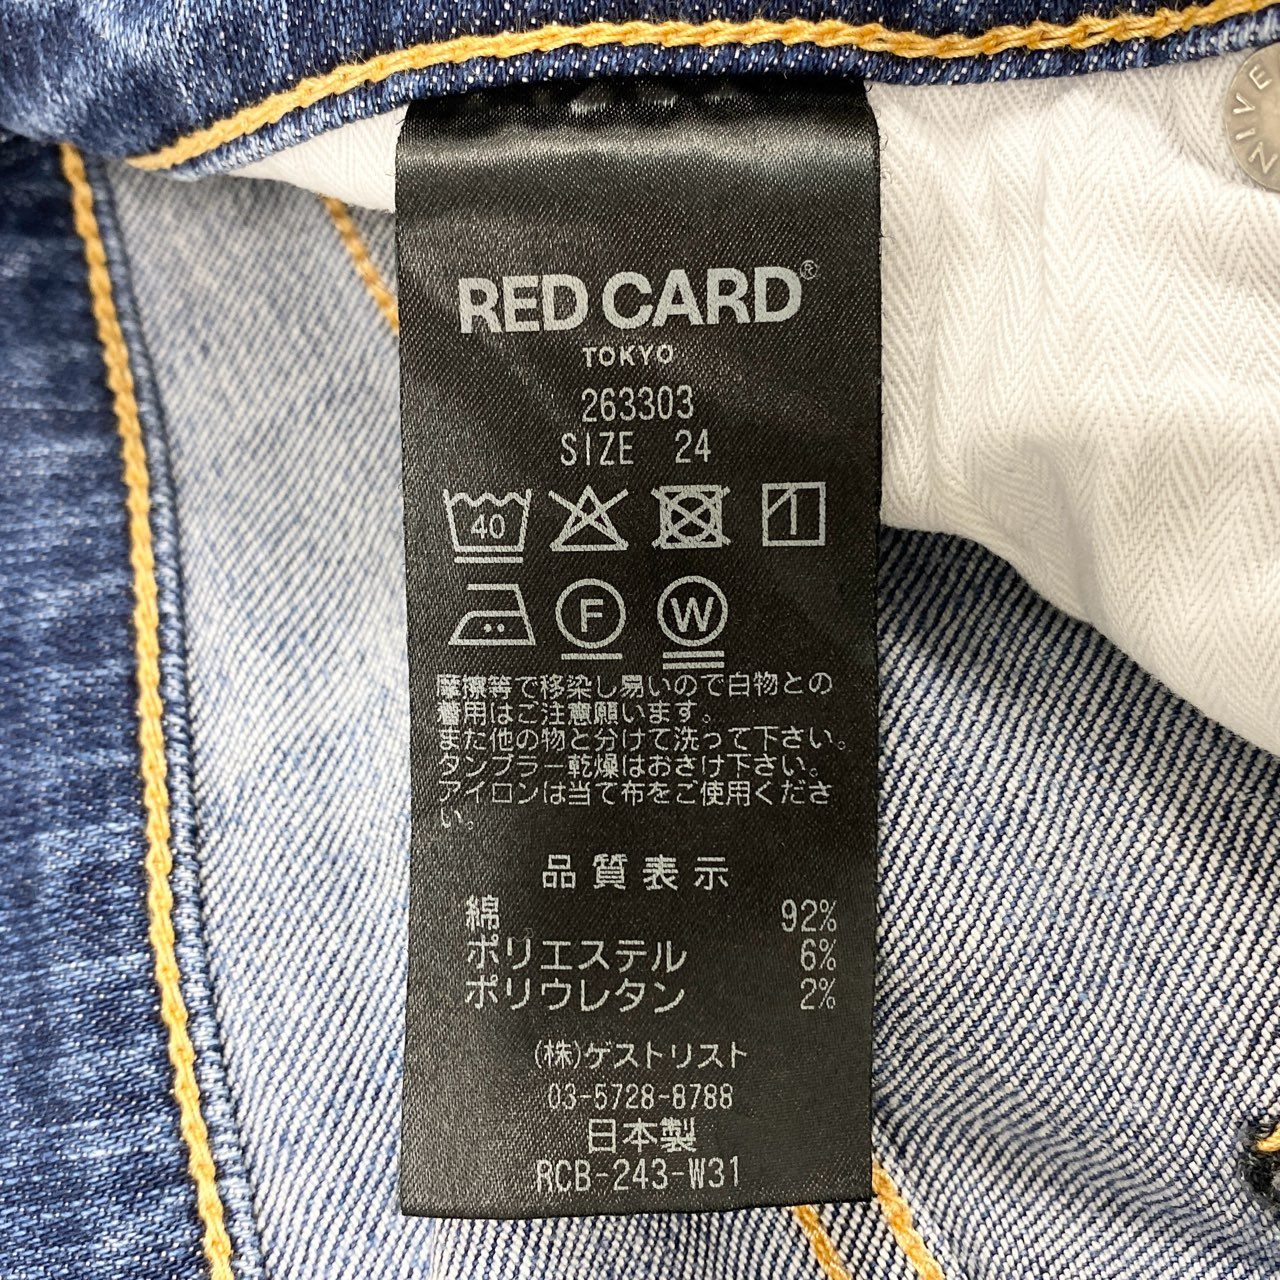 RED CARD®
TOKYO
263303
SIZE 24
40
F W
摩擦等で移染し易いので白物との
着用はご注意願います。
また他の物と分けて洗って下さい。
タンブラー乾燥はおさけ下さい。
アイロンは当て布をご使用くださ
い。
品質表示
綿 92%
ポリエステル 6%
ポリウレタン 2%
(株)ゲストリスト
03-5728-8788
日本製
RCB-243-W31